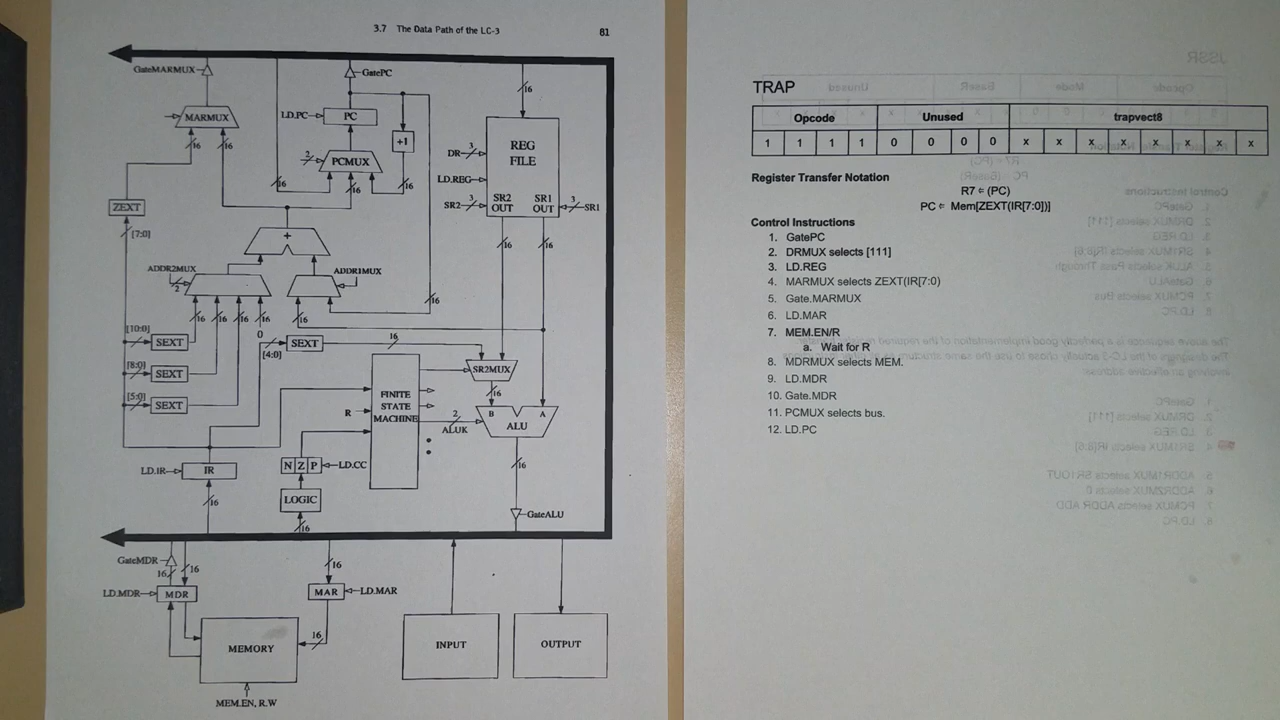 3.7 The Data Path of the LC-3 81
GateMARMUX
GatePC
16
MARMUX
LD.PC
PC
+1
REG
FILE
DR
3
LD.REG
SR2
3
SR2
OUT
SR1
OUT
3
SR1
16
16
2
PCMUX
16
16
16
ZEXT
[7:0]
+
16
16
ADDR2MUX
2
ADDR1MUX
16
16
16
16
16
0
16
[10:0]
SEXT
[4:0]
SEXT
16
[8:0]
SEXT
[5:0]
SEXT
SR2MUX
16
FINITE
STATE
MACHINE
R
2
ALUK
B
A
ALU
LD.IR
IR
N Z P
LD.CC
16
16
LOGIC
16
GateALU
GateMDR
16
16
16
LD.MDR
MDR
MAR
LD.MAR
16
MEMORY
INPUT
OUTPUT
MEM.EN, R.W
TRAP
Opcode Unused trapvect8
1 1 1 1 0 0 0 0 x x x x x x x x
Register Transfer Notation
R7 ⇐ (PC)
PC ⇐ Mem[ZEXT(IR[7:0])]
Control Instructions
1. GatePC
2. DRMUX selects [111]
3. LD.REG
4. MARMUX selects ZEXT(IR[7:0)
5. Gate.MARMUX
6. LD.MAR
7. MEM.EN/R
a. Wait for R
8. MDRMUX selects MEM.
9. LD.MDR
10. Gate.MDR
11. PCMUX selects bus.
12. LD.PC